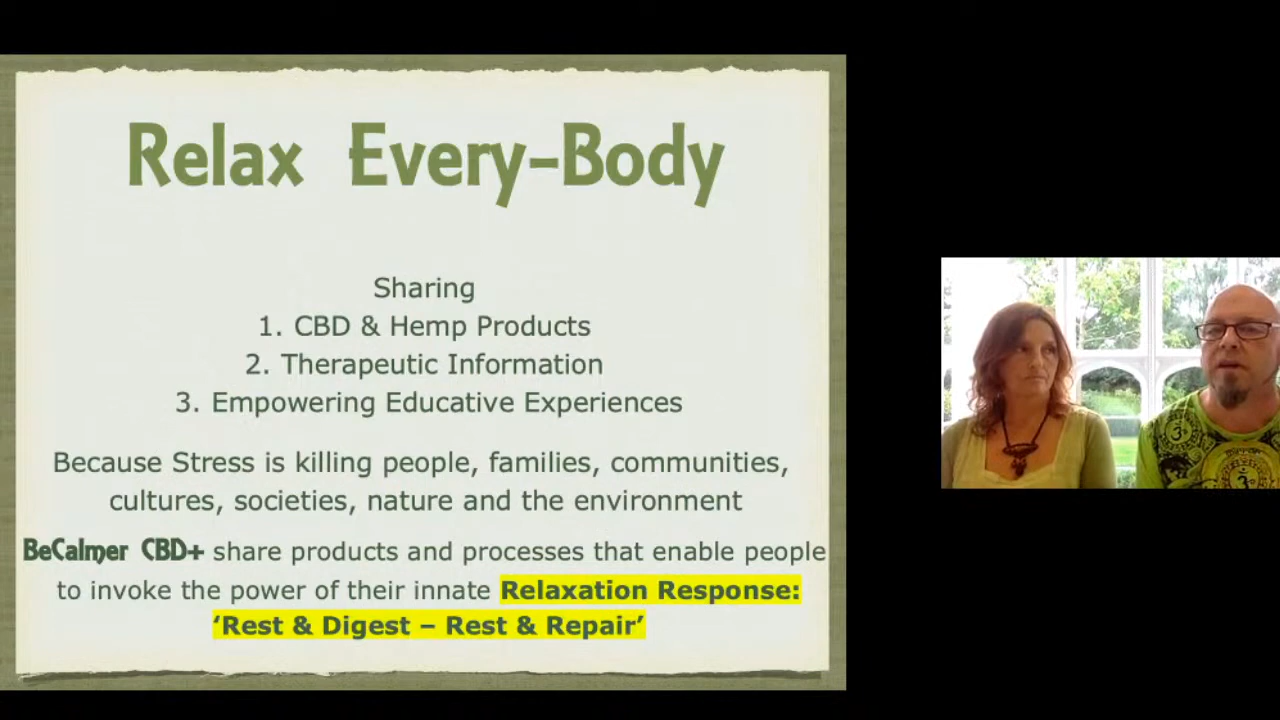 Relax Every-Body
Sharing
1. CBD & Hemp Products
2. Therapeutic Information
3. Empowering Educative Experiences
Because Stress is killing people, families, communities,
cultures, societies, nature and the environment
BeCalmer CBD+ share products and processes that enable people
to invoke the power of their innate Relaxation Response:
‘Rest & Digest – Rest & Repair’